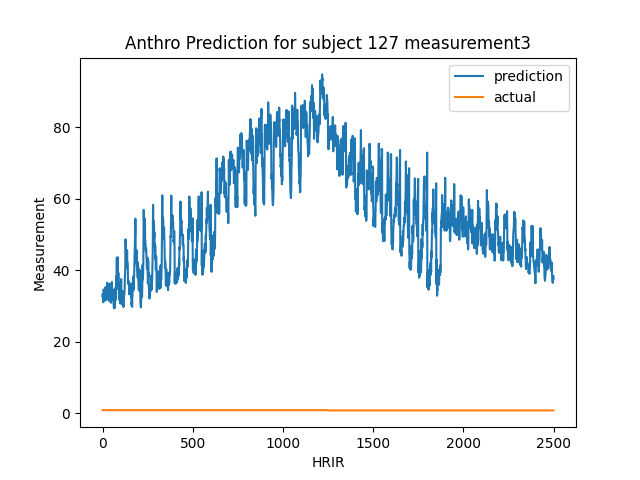 Anthro Prediction for subject 127 measurement3
prediction
actual
80
60
40
20
0
Measurement
0 500 1000 1500 2000 2500
HRIR